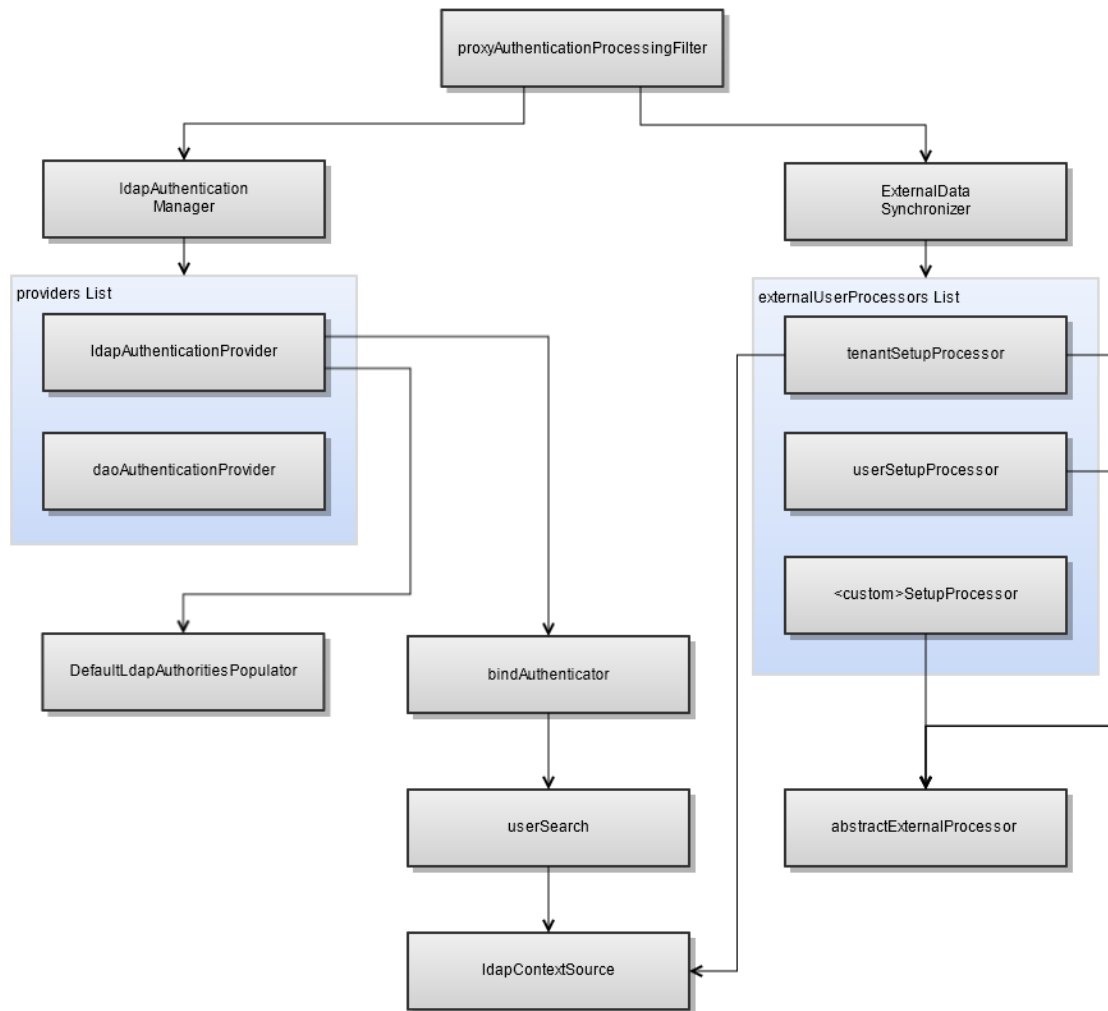 proxyAuthenticationProcessingFilter
ldapAuthentication
Manager
ExternalData
Synchronizer
providers List
ldapAuthenticationProvider
daoAuthenticationProvider
externalUserProcessors List
tenantSetupProcessor
userSetupProcessor
<custom>SetupProcessor
DefaultLdapAuthoritiesPopulator
bindAuthenticator
userSearch
abstractExternalProcessor
ldapContextSource